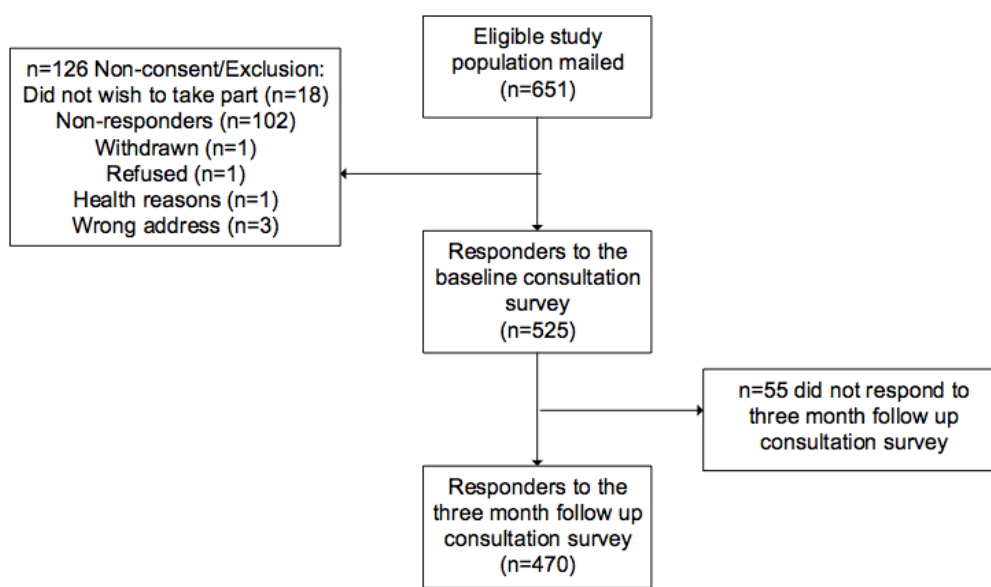 Eligible study
population mailed
(n=651)
n=126 Non-consent/Exclusion:
Did not wish to take part (n=18)
Non-responders (n=102)
Withdrawn (n=1)
Refused (n=1)
Health reasons (n=1)
Wrong address (n=3)
Responders to the
baseline consultation
survey
(n=525)
n=55 did not respond to
three month follow up
consultation survey
Responders to the
three month follow up
consultation survey
(n=470)